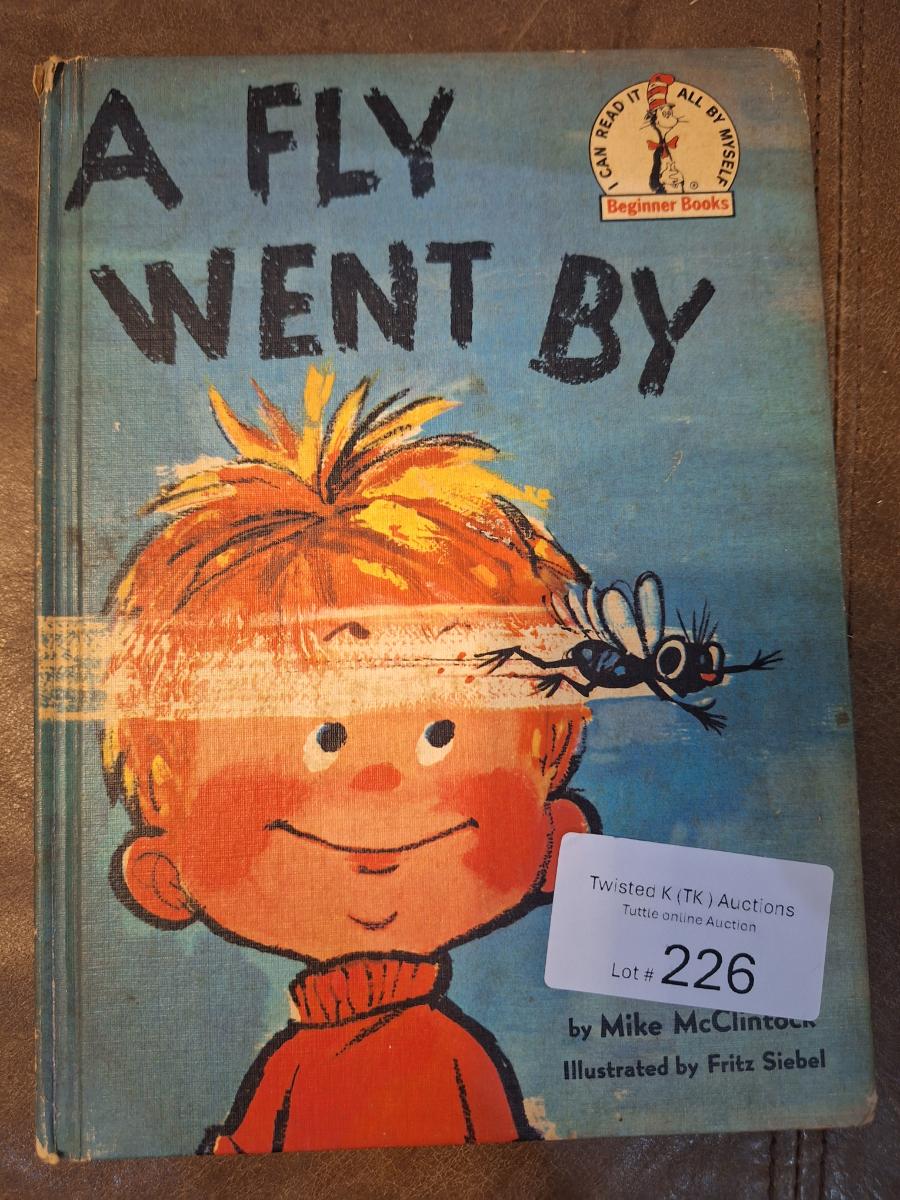 A FLY
WENT BY
I CAN READ IT ALL BY MYSELF
Beginner Books
®
Twisted K (TK) Auctions
Tuttle online Auction
Lot # 226
by Mike McClintock
Illustrated by Fritz Siebel